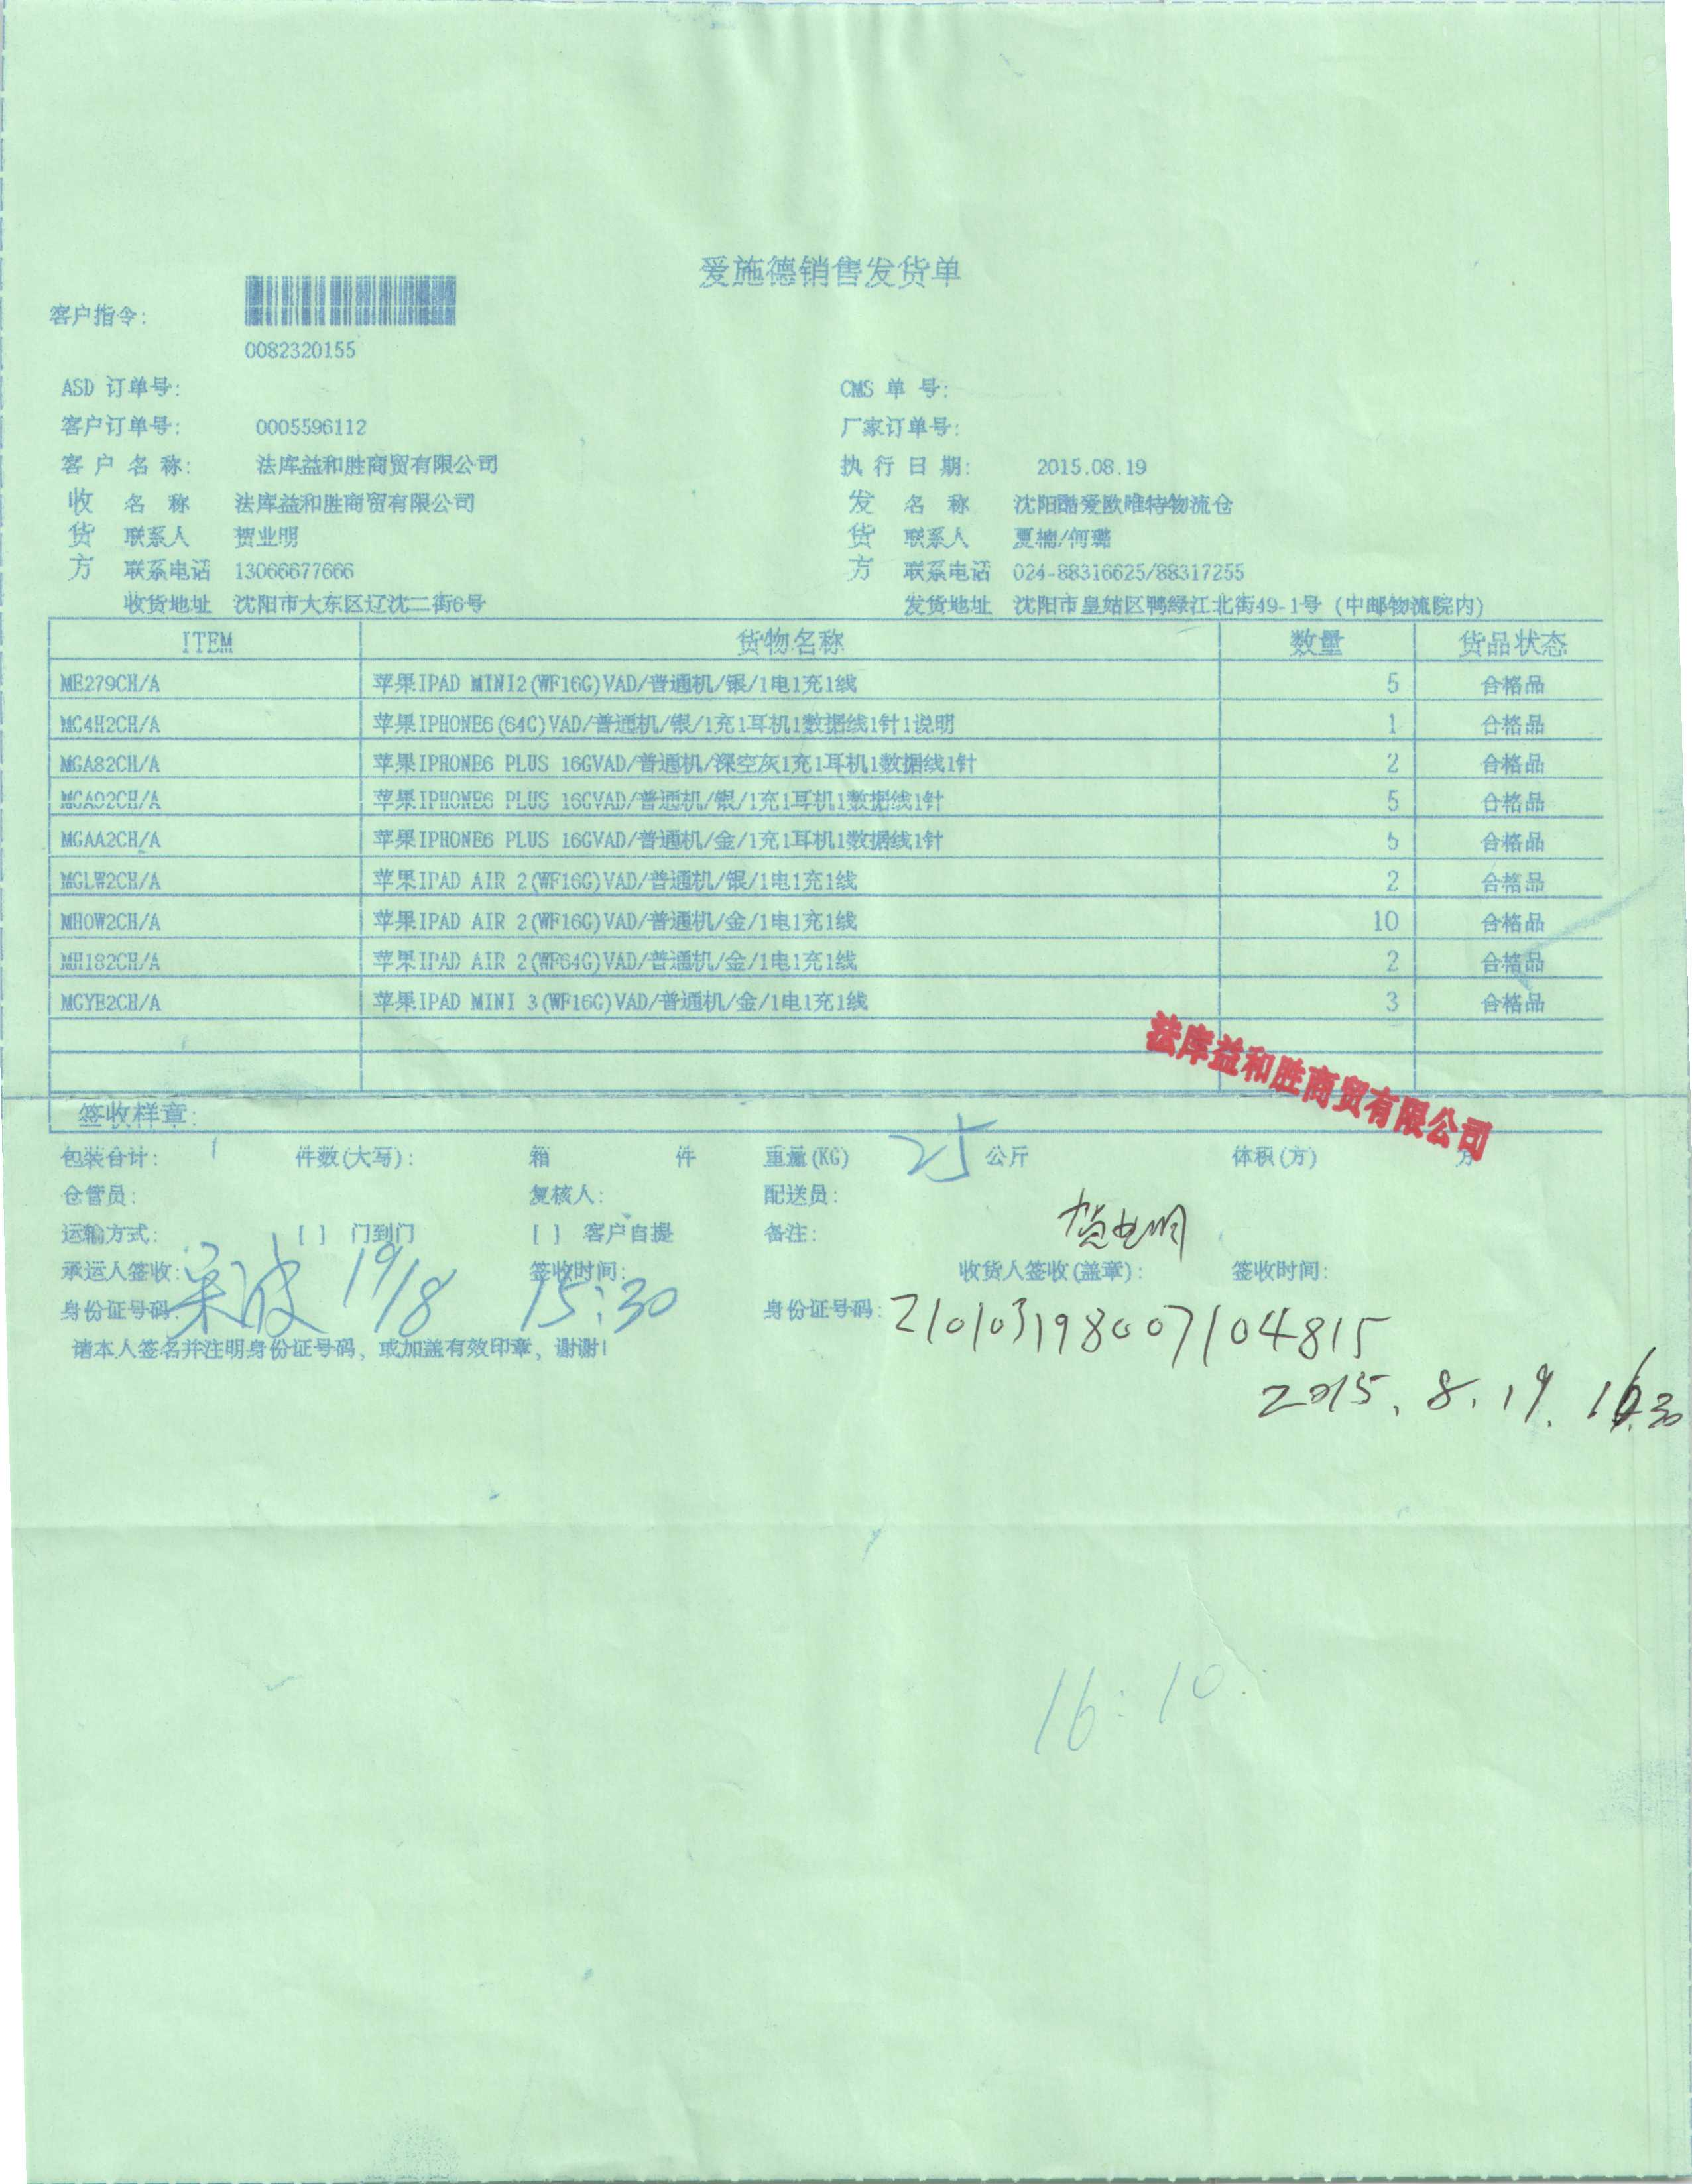 爱施德销售发货单
客户指令:
0082320155
ASD 订单号: CMS 单 号:
客户订单号: 0005596112 厂家订单号:
客 户 名 称: 法库益和胜商贸有限公司 执 行 日 期: 2015.08.19
收 名 称 法库益和胜商贸有限公司 发 名 称 沈阳酷爱欧唯特物流仓
货 联系人 贺业明 货 联系人 夏楠/何璐
方 联系电话 13066677666 方 联系电话 024-88316625/88317255
收货地址 沈阳市大东区辽沈二街6号 发货地址 沈阳市皇姑区鸭绿江北街49-1号 (中邮物流院内)
ITEM 货物名称 数量 货品状态
ME279CH/A 苹果IPAD MINI2(WF16G)VAD/普通机/银/1电1充1线 5 合格品
MG4H2CH/A 苹果IPHONE6(64G)VAD/普通机/银/1充1耳机1数据线1针1说明 1 合格品
MGA82CH/A 苹果IPHONE6 PLUS 16GVAD/普通机/深空灰1充1耳机1数据线1针 2 合格品
MGA92CH/A 苹果IPHONE6 PLUS 16GVAD/普通机/银/1充1耳机1数据线1针 5 合格品
MGAA2CH/A 苹果IPHONE6 PLUS 16GVAD/普通机/金/1充1耳机1数据线1针 5 合格品
MGLW2CH/A 苹果IPAD AIR 2(WF16G)VAD/普通机/银/1电1充1线 2 合格品
MH0W2CH/A 苹果IPAD AIR 2(WF16G)VAD/普通机/金/1电1充1线 10 合格品
MH182CH/A 苹果IPAD AIR 2(WF64G)VAD/普通机/金/1电1充1线 2 合格品
MGYE2CH/A 苹果IPAD MINI 3(WF16G)VAD/普通机/金/1电1充1线 3 合格品
法库益和胜商贸有限公司
签收样章:
包装合计: 1 件数(大写): 箱 件 重量(KG) 25 公斤 体积(方) 方
仓管员: 复核人: 配送员:
运输方式: [ ] 门到门 [ ] 客户自提 备注: 贺业明
承运人签收: 19/8 签收时间: 15:30 收货人签收(盖章): 签收时间:
身份证号码: 身份证号码: 210103198007104815
请本人签名并注明身份证号码, 或加盖有效印章, 谢谢!
2015.8.19. 16.30
16:10.